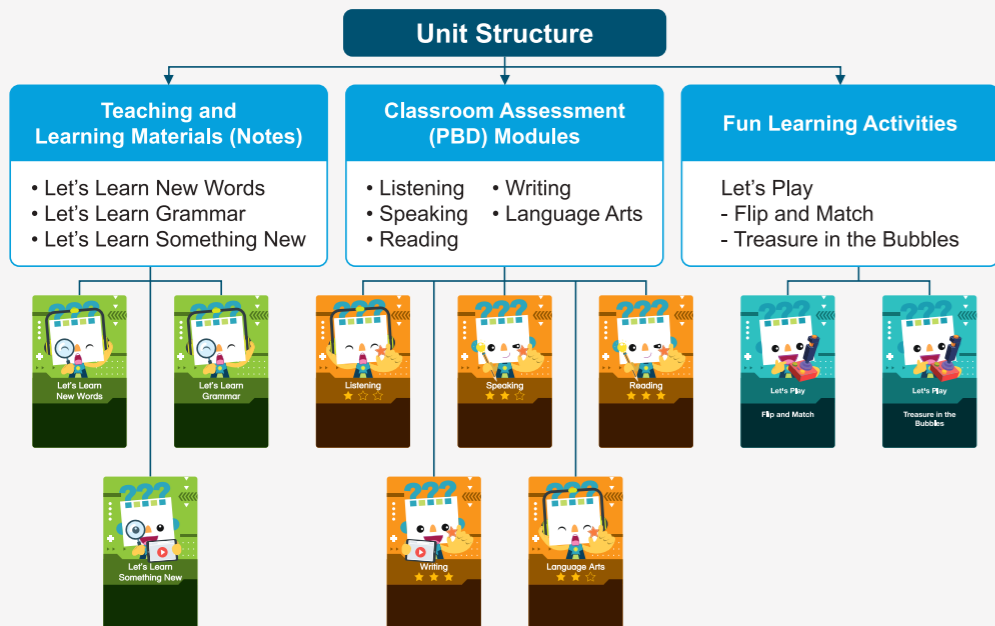 Unit Structure
Teaching and
Learning Materials (Notes)
• Let's Learn New Words
• Let's Learn Grammar
• Let's Learn Something New
Classroom Assessment
(PBD) Modules
• Listening • Writing
• Speaking • Language Arts
• Reading
Fun Learning Activities
Let's Play
- Flip and Match
- Treasure in the Bubbles
???
Let's Learn
New Words
???
Let's Learn
Grammar
???
Listening
???
Speaking
???
Reading
Let's Play
Flip and Match
Let's Play
Treasure in the
Bubbles
???
Let's Learn
Something New
???
Writing
???
Language Arts